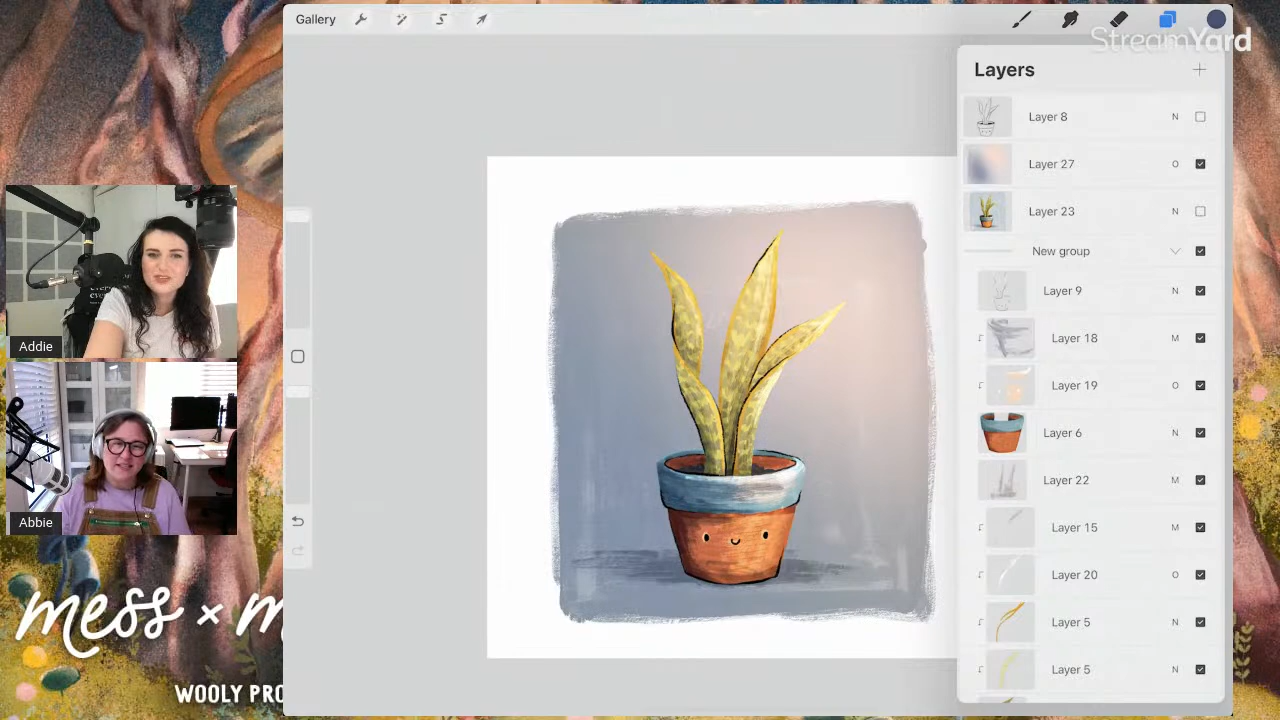 Gallery
StreamYard
Layers
Layer 8 N
Layer 27 O
Layer 23 N
New group
Layer 9 N
Layer 18 M
Layer 19 O
Layer 6 N
Layer 22 M
Layer 15 M
Layer 20 O
Layer 5 N
Layer 5 N
Addie
Abbie
mess × m
WOOLY PRO